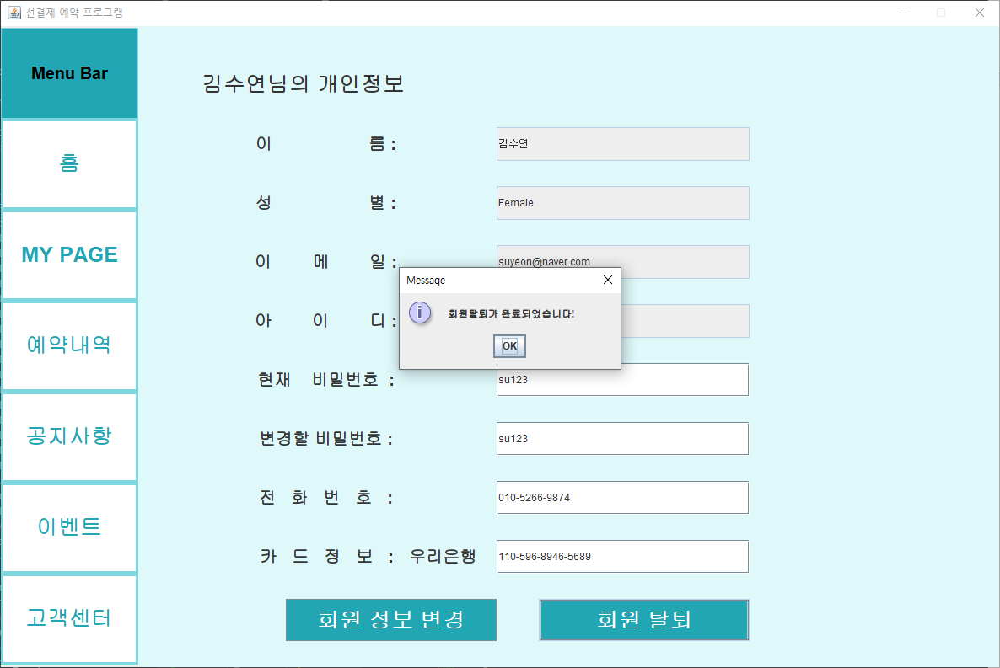 선결제 예약 프로그램
Menu Bar
홈
MY PAGE
예약내역
공지사항
이벤트
고객센터
김수연님의 개인정보
이 름 : 김수연
성 별 : Female
이 메 일 : suyeon@naver.com
아 이 디 :
Message
회원탈퇴가 완료되었습니다!
OK
현재 비밀번호 : su123
변경할 비밀번호 : su123
전 화 번 호 : 010-5266-9874
카 드 정 보 : 우리은행 110-596-8946-5689
회원 정보 변경
회원 탈퇴